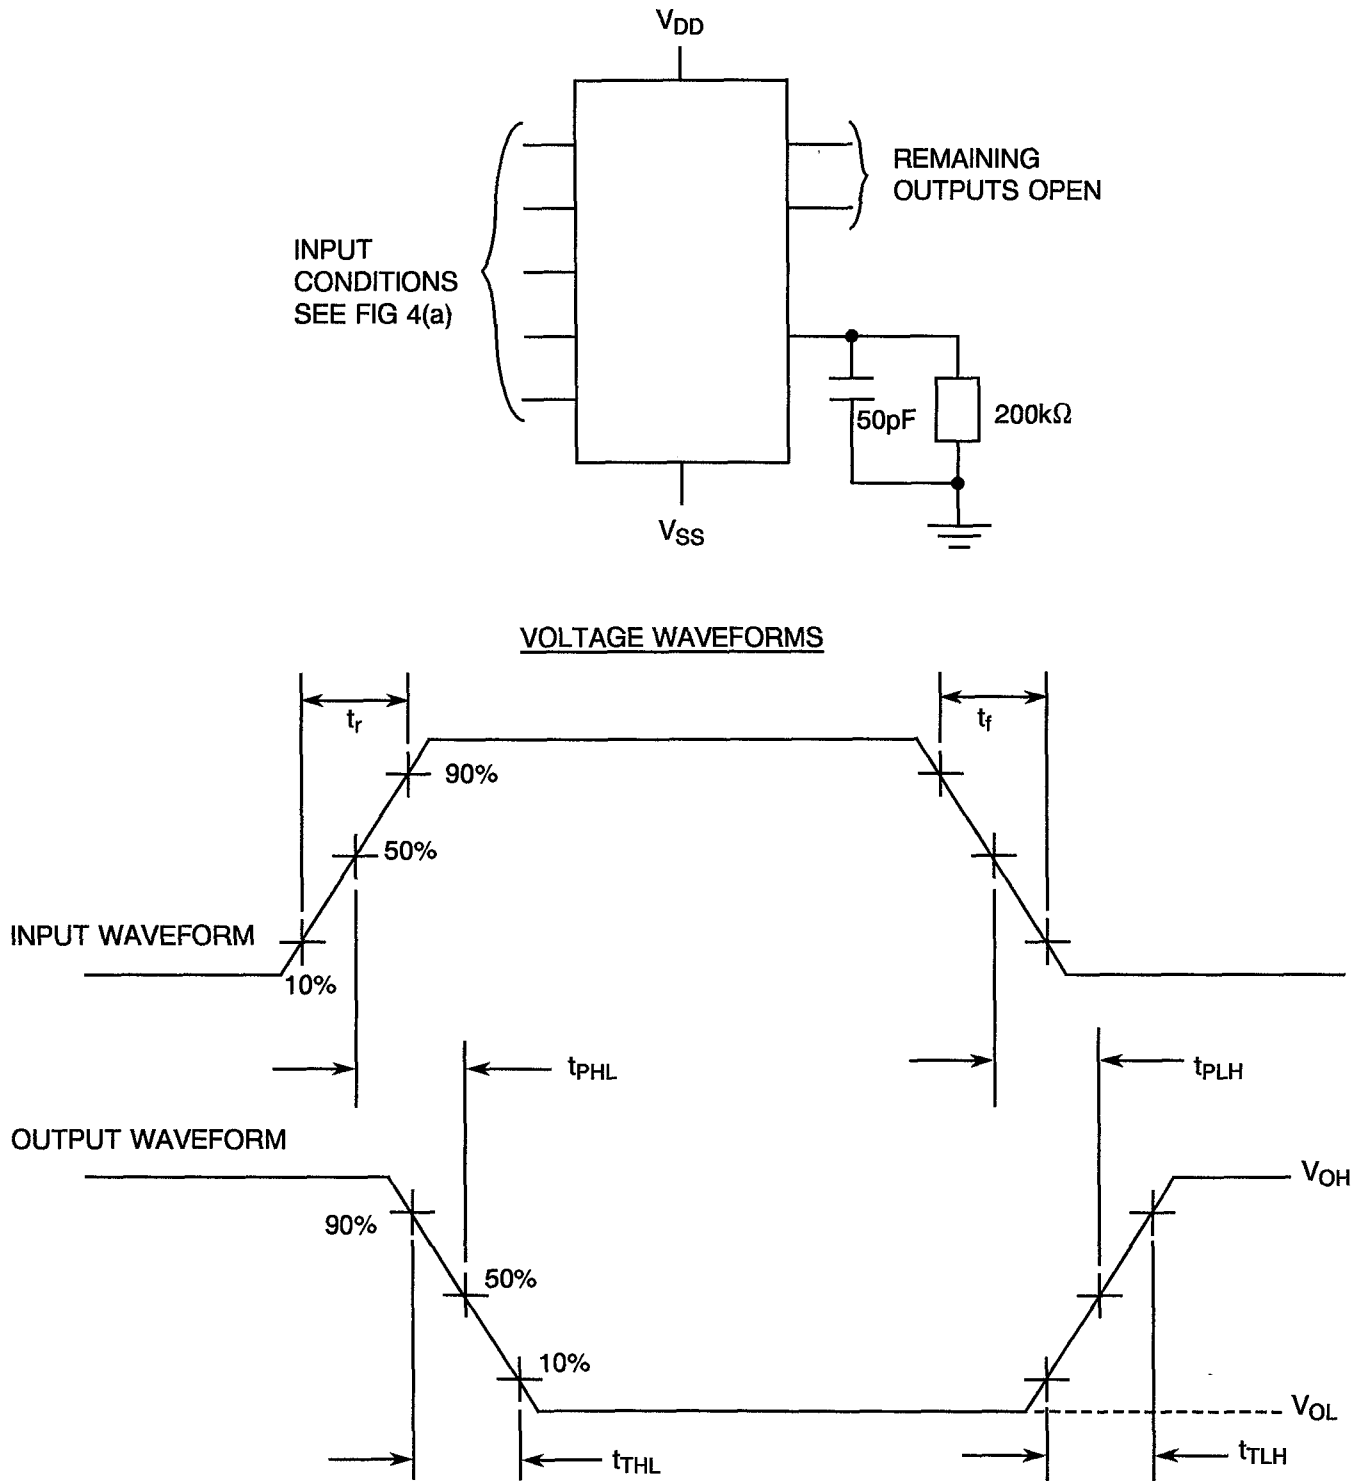 VDD
REMAINING
OUTPUTS OPEN
INPUT
CONDITIONS
SEE FIG 4(a)
50pF
200kΩ
VSS
VOLTAGE WAVEFORMS
tr
tf
90%
50%
INPUT WAVEFORM
10%
tPHL
tPLH
OUTPUT WAVEFORM
VOH
90%
50%
10%
VOL
tTHL
tTLH